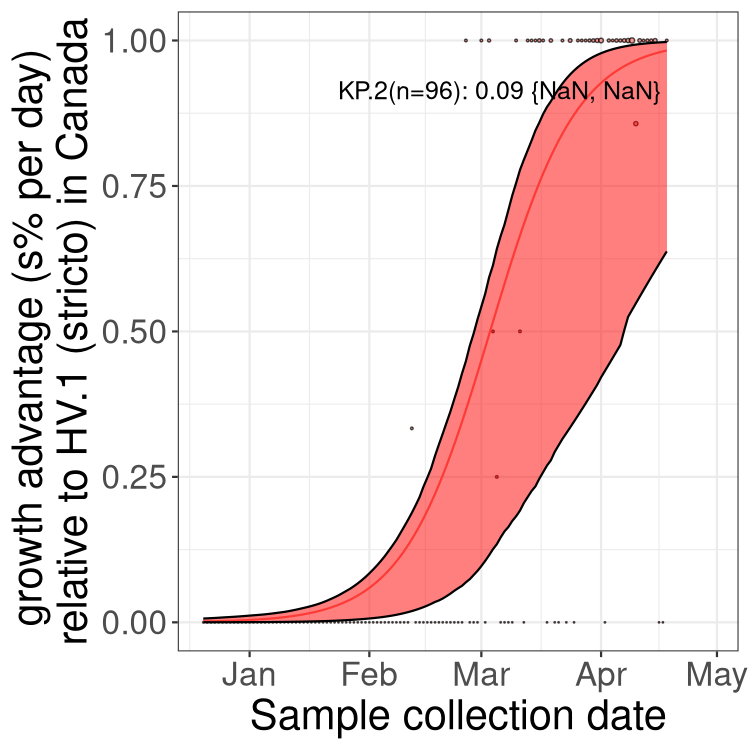 growth advantage (s% per day)
relative to HV.1 (stricto) in Canada
1.00
0.75
0.50
0.25
0.00
KP.2(n=96): 0.09 {NaN, NaN}
Jan Feb Mar Apr May
Sample collection date